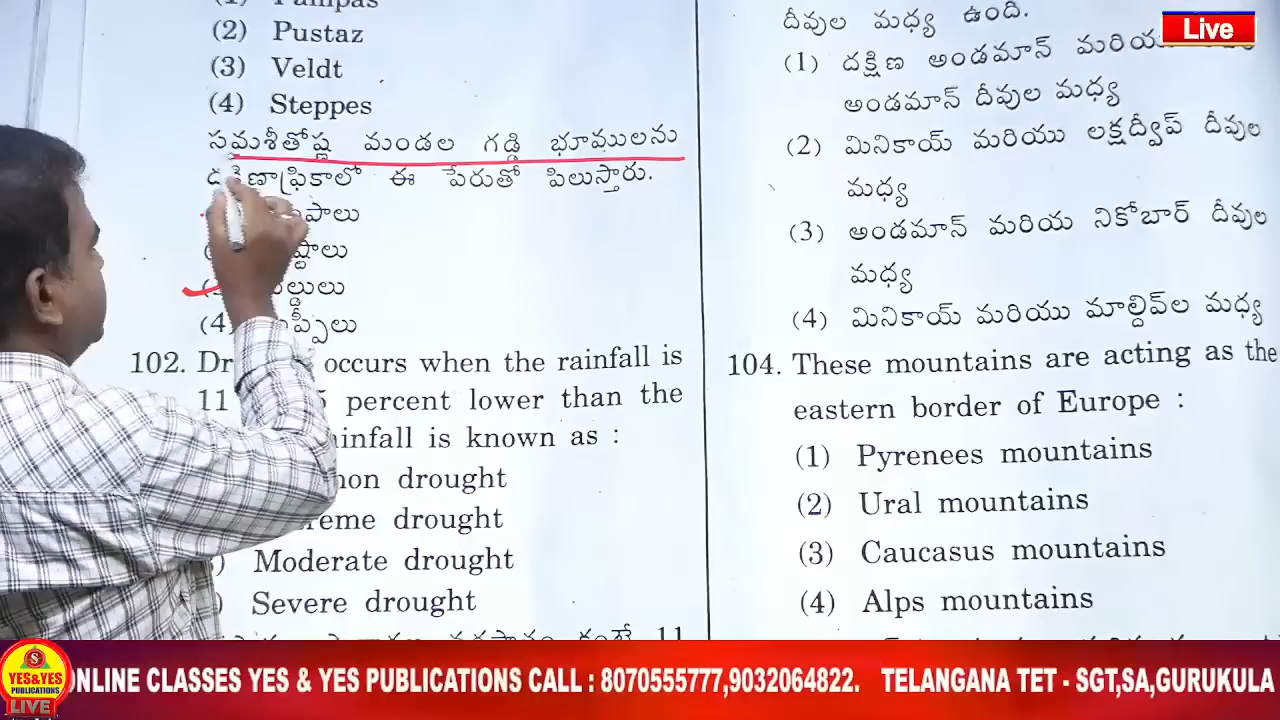 (1) Pampas
(2) Pustaz
(3) Veldt
(4) Steppes
సమశీతోష్ణ మండల గడ్డి భూములను
దక్షిణాఫ్రికాలో ఈ పేరుతో పిలుస్తారు.
102. occurs when the rainfall is
11 percent lower than the
rainfall is known as :
drought
drought
Moderate drought
Severe drought
దీవుల మధ్య ఉంది.
(1) దక్షిణ అండమాన్ మరియు
అండమాన్ దీవుల మధ్య
(2) మినికాయ్ మరియు లక్షద్వీప్ దీవుల
మధ్య
(3) అండమాన్ మరియ నికోబార్ దీవుల
మధ్య
(4) మినికాయ్ మరియు మాల్దివ్‌ల మధ్య
104. These mountains are acting as the
eastern border of Europe :
(1) Pyrenees mountains
(2) Ural mountains
(3) Caucasus mountains
(4) Alps mountains
Live
YES&YES
PUBLICATIONS
LIVE
ONLINE CLASSES YES & YES PUBLICATIONS CALL : 8070555777,9032064822. TELANGANA TET - SGT,SA,GURUKULA